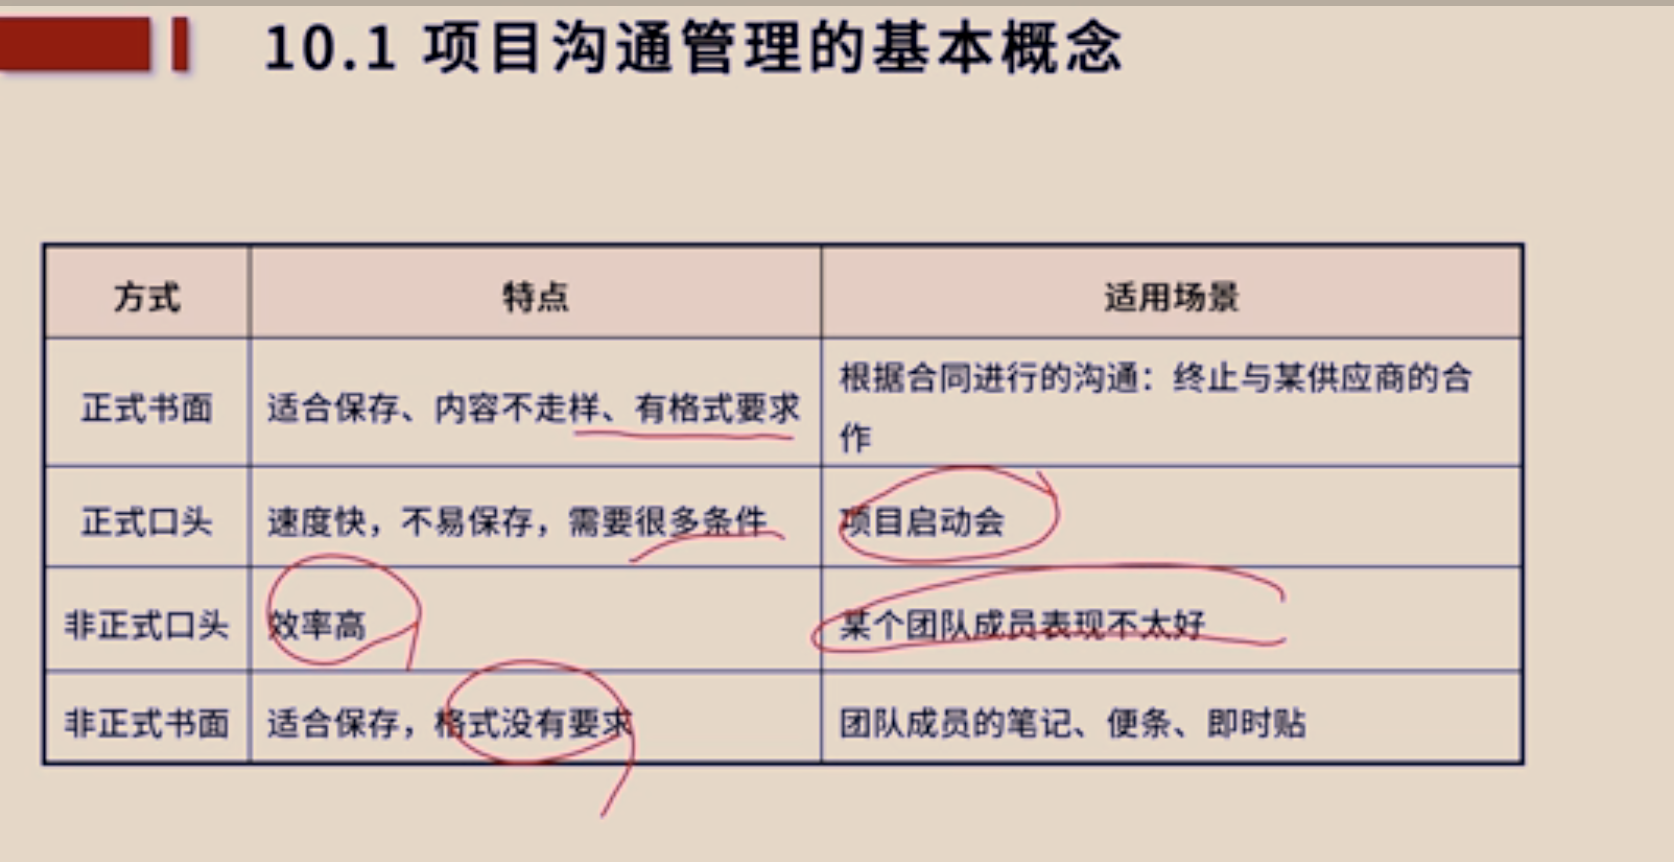 10.1 项目沟通管理的基本概念
方式 特点 适用场景
正式书面 适合保存、内容不走样、有格式要求 根据合同进行的沟通：终止与某供应商的合
作
正式口头 速度快，不易保存，需要很多条件 项目启动会
非正式口头 效率高 某个团队成员表现不太好
非正式书面 适合保存，格式没有要求 团队成员的笔记、便条、即时贴